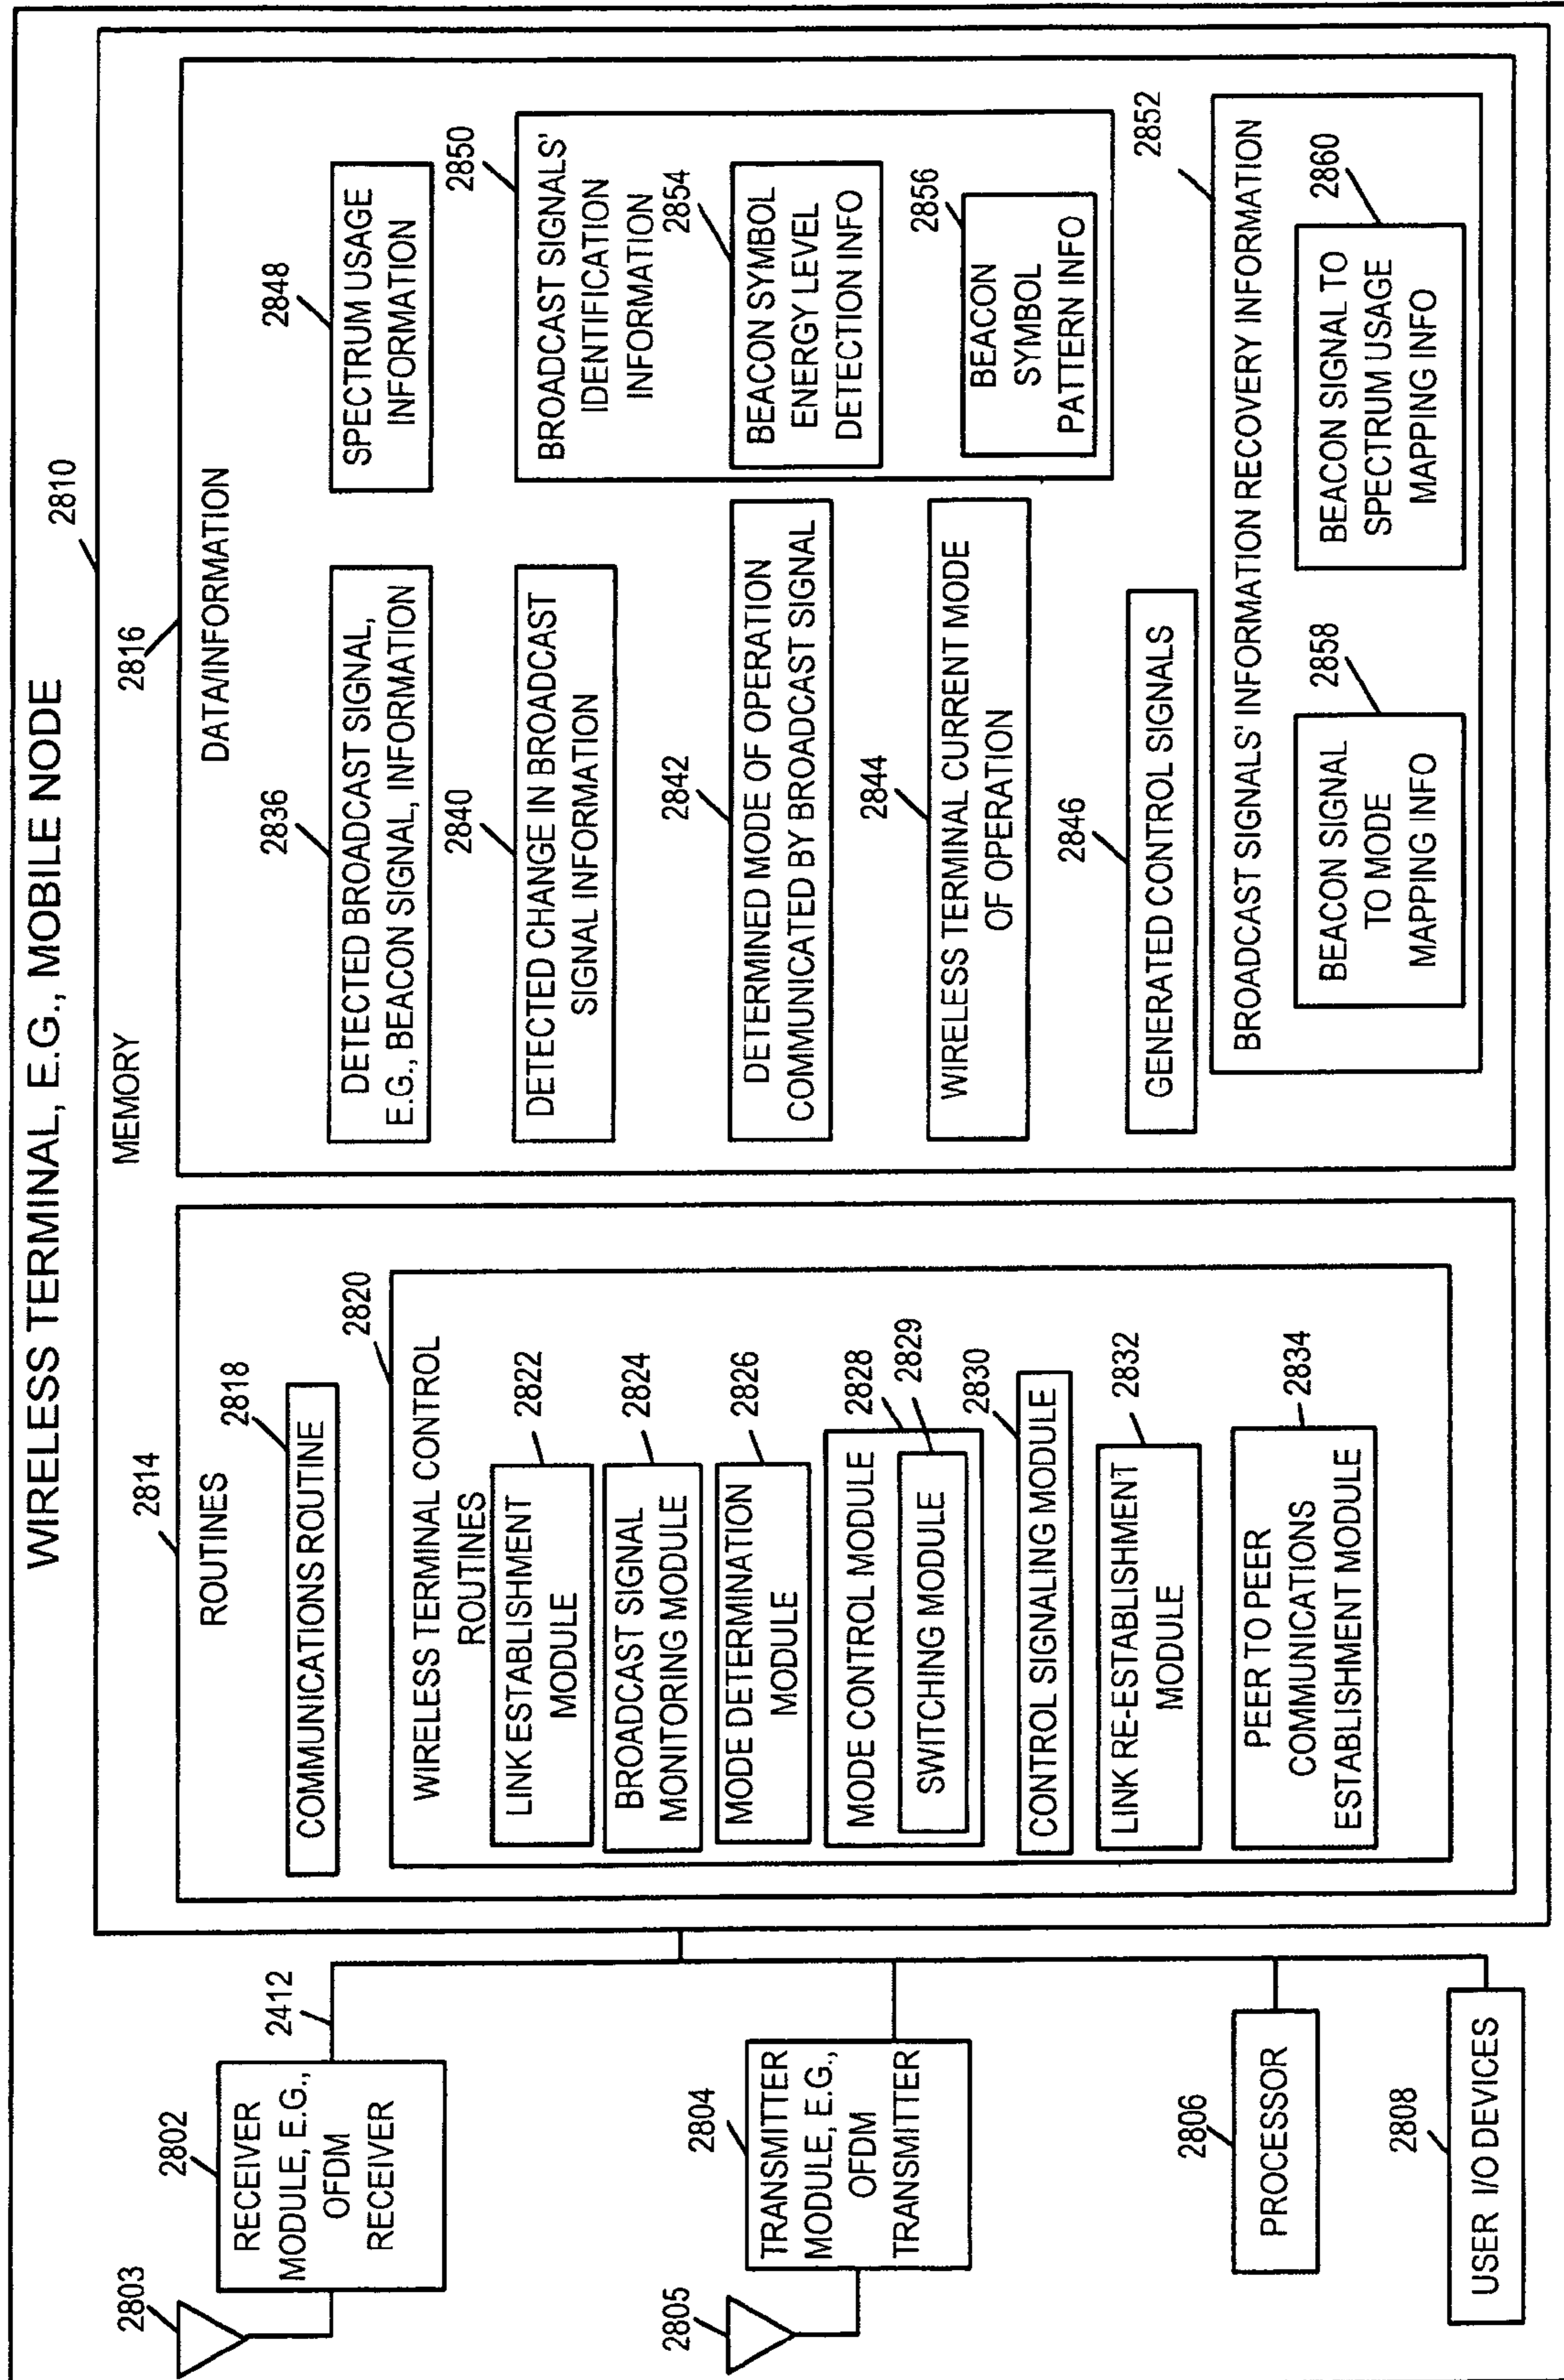 WIRELESS TERMINAL, E.G., MOBILE NODE
2803
2802
RECEIVER
MODULE, E.G.,
OFDM
RECEIVER
2412
2805
2804
TRANSMITTER
MODULE, E.G.
OFDM
TRANSMITTER
2806
PROCESSOR
2808
USER I/O DEVICES
2810
MEMORY
2814
ROUTINES
2818
COMMUNICATIONS ROUTINE
2820
WIRELESS TERMINAL CONTROL
ROUTINES
2822
LINK ESTABLISHMENT
MODULE
2824
BROADCAST SIGNAL
MONITORING MODULE
2826
MODE DETERMINATION
MODULE
2828
MODE CONTROL MODULE
2829
SWITCHING MODULE
2830
CONTROL SIGNALING MODULE
2832
LINK RE-ESTABLISHMENT
MODULE
2834
PEER TO PEER
COMMUNICATIONS
ESTABLISHMENT MODULE
2816
DATA/INFORMATION
2836
DETECTED BROADCAST SIGNAL,
E.G., BEACON SIGNAL, INFORMATION
2840
DETECTED CHANGE IN BROADCAST
SIGNAL INFORMATION
2842
DETERMINED MODE OF OPERATION
COMMUNICATED BY BROADCAST SIGNAL
2844
WIRELESS TERMINAL CURRENT MODE
OF OPERATION
2846
GENERATED CONTROL SIGNALS
2848
SPECTRUM USAGE
INFORMATION
2850
BROADCAST SIGNALS'
IDENTIFICATION
INFORMATION
2854
BEACON SYMBOL
ENERGY LEVEL
DETECTION INFO
2856
BEACON
SYMBOL
PATTERN INFO
2852
BROADCAST SIGNALS' INFORMATION RECOVERY INFORMATION
2858
BEACON SIGNAL
TO MODE
MAPPING INFO
2860
BEACON SIGNAL TO
SPECTRUM USAGE
MAPPING INFO